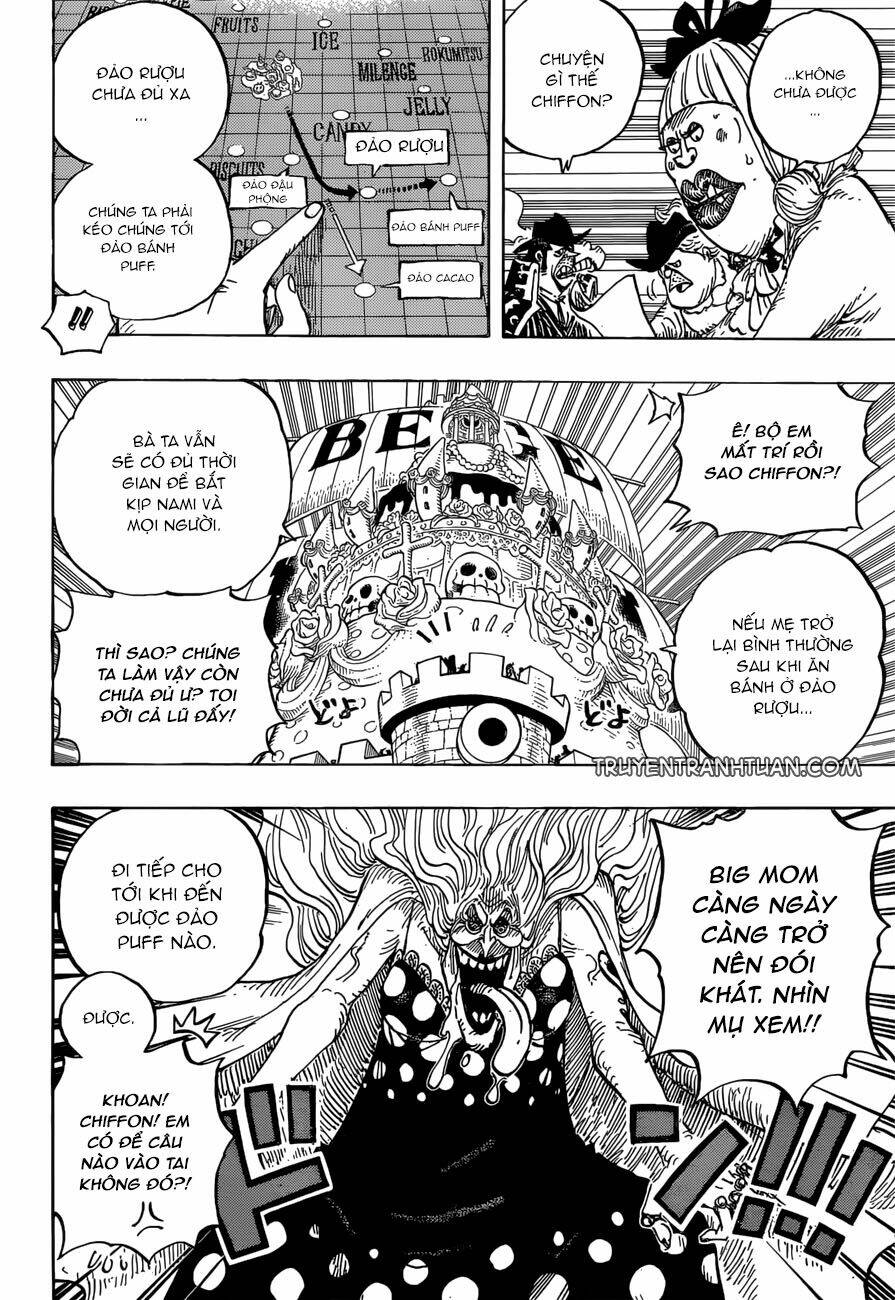 ...KHÔNG
CHƯA ĐƯỢC
...
CHUYỆN
GÌ THẾ
CHIFFON?
FRUITS
ICE
MILENGE
ROKUMITSU
JELLY
CANDY
BISCUITS
ĐẢO RƯỢU
CHƯA ĐỦ XA
...
CHÚNG TA PHẢI
KÉO CHÚNG TỚI
ĐẢO BÁNH
PUFF.
ĐẢO RƯỢU
ĐẢO ĐẬU
PHỘNG
ĐẢO BÁNH PUFF
ĐẢO CACAO
!!
Ê! BỘ EM
MẤT TRÍ RỒI
SAO CHIFFON?!
NẾU MẸ TRỞ
LẠI BÌNH THƯỜNG
SAU KHI ĂN
BÁNH Ở ĐẢO
RƯỢU...
BEGE
BÀ TA VẪN
SẼ CÓ ĐỦ THỜI
GIAN ĐỂ BẮT
KỊP NAMI VÀ
MỌI NGƯỜI.
THÌ SAO? CHÚNG
TA LÀM VẬY CÒN
CHƯA ĐỦ Ư? TOI
ĐỜI CẢ LŨ ĐẤY!
どよ
どよ
TRUYENTRANHTUAN.COM
BIG MOM
CÀNG NGÀY
CÀNG TRỞ
NÊN ĐÓI
KHÁT. NHÌN
MỤ XEM!!
ĐI TIẾP CHO
TỚI KHI ĐẾN
ĐƯỢC ĐẢO
PUFF NÀO.
ĐƯỢC.
KHOAN!
CHIFFON! EM
CÓ ĐỂ CÂU
NÀO VÀO TAI
KHÔNG ĐÓ?!
ドン!!!